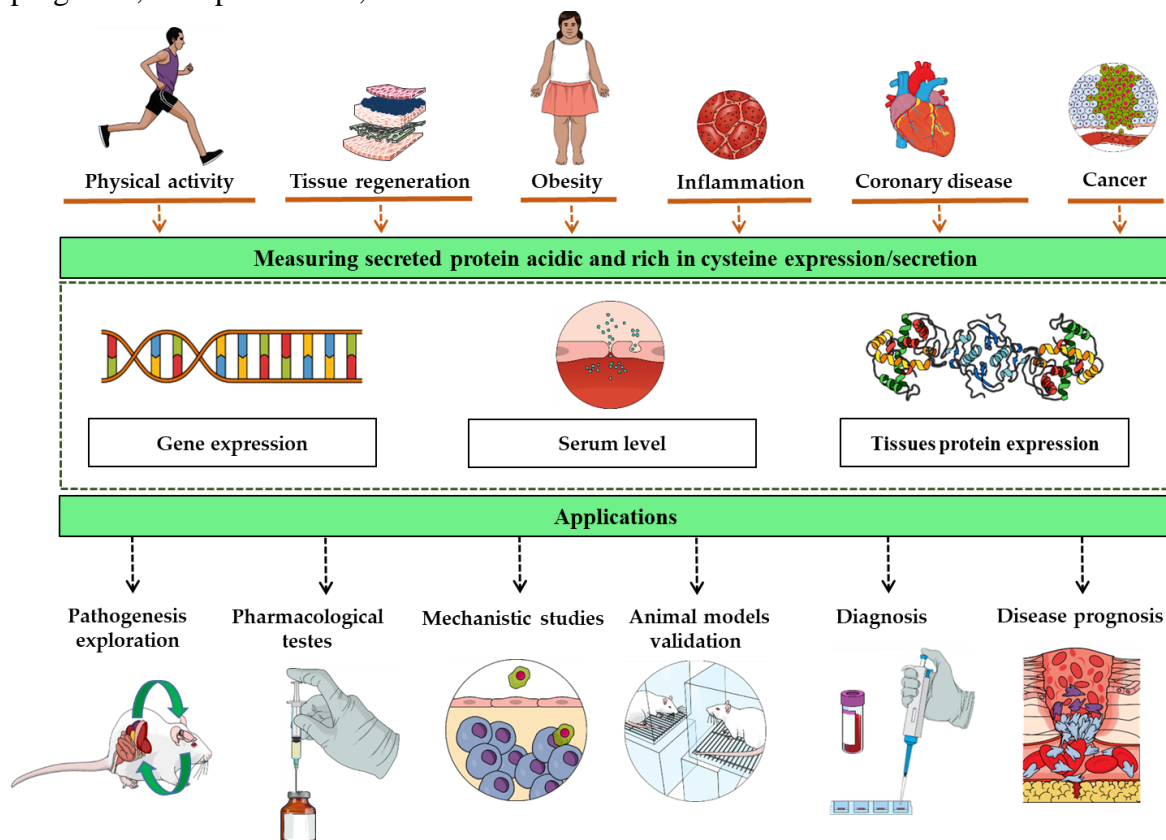 Physical activity
Tissue regeneration
Obesity
Inflammation
Coronary disease
Cancer
Measuring secreted protein acidic and rich in cysteine expression/secretion
Gene expression
Serum level
Tissues protein expression
Applications
Pathogenesis
exploration
Pharmacological
testes
Mechanistic studies
Animal models
validation
Diagnosis
Disease prognosis